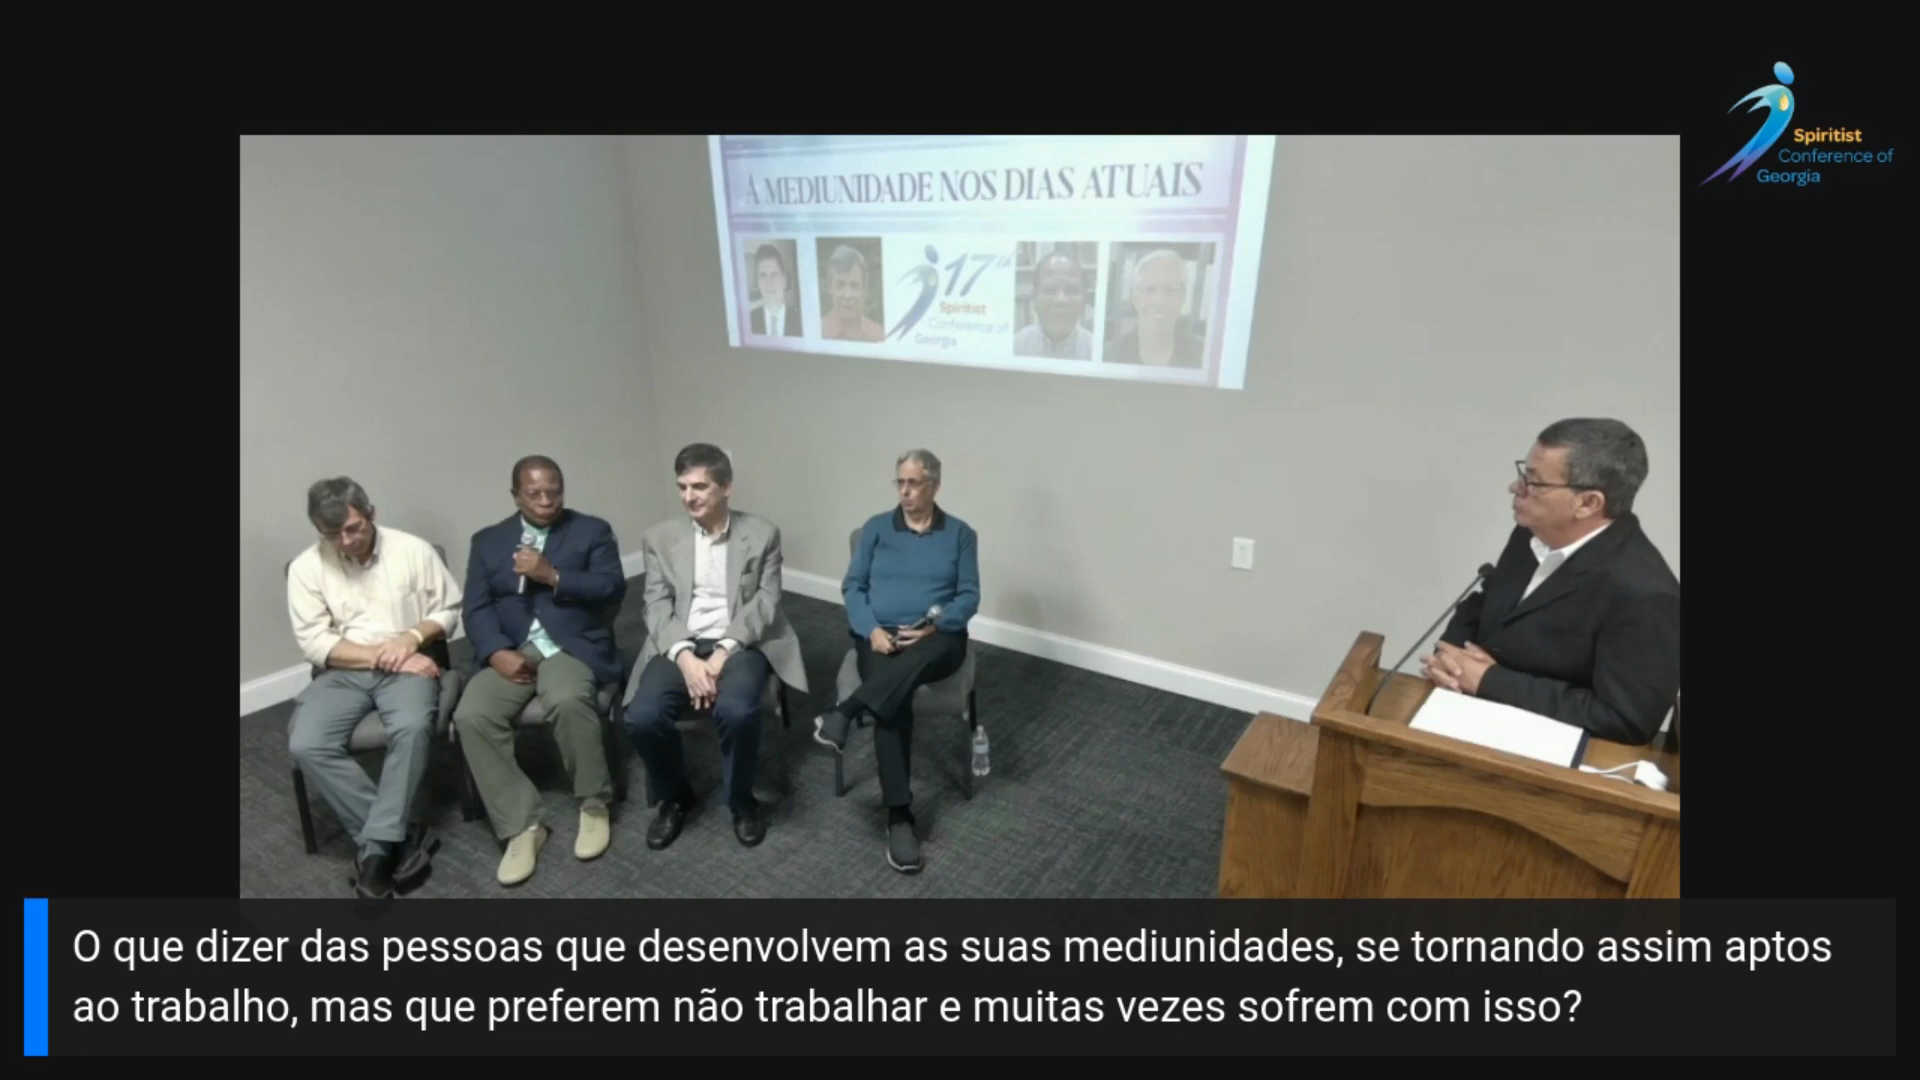 Spiritist
Conference of
Georgia
A MEDIUNIDADE NOS DIAS ATUAIS
17th
Spiritist
Conference of
Georgia
O que dizer das pessoas que desenvolvem as suas mediunidades, se tornando assim aptos
ao trabalho, mas que preferem não trabalhar e muitas vezes sofrem com isso?